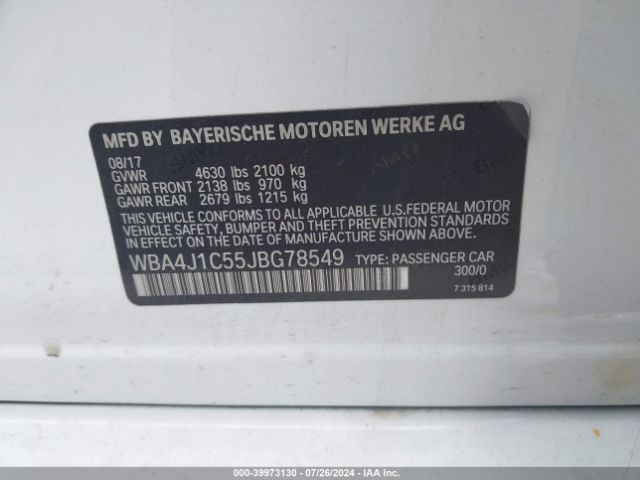 MFD BY BAYERISCHE MOTOREN WERKE AG
08/17
GVWR 4630 lbs 2100 kg
GAWR FRONT 2138 lbs 970 kg
GAWR REAR 2679 lbs 1215 kg
THIS VEHICLE CONFORMS TO ALL APPLICABLE U.S.FEDERAL MOTOR
VEHICLE SAFETY, BUMPER AND THEFT PREVENTION STANDARDS
IN EFFECT ON THE DATE OF MANUFACTURE SHOWN ABOVE.
WBA4J1C55JBG78549 TYPE: PASSENGER CAR
300/0
7 315 814
Stock No: 39973130 - 07/26/2024 - IAA Inc.